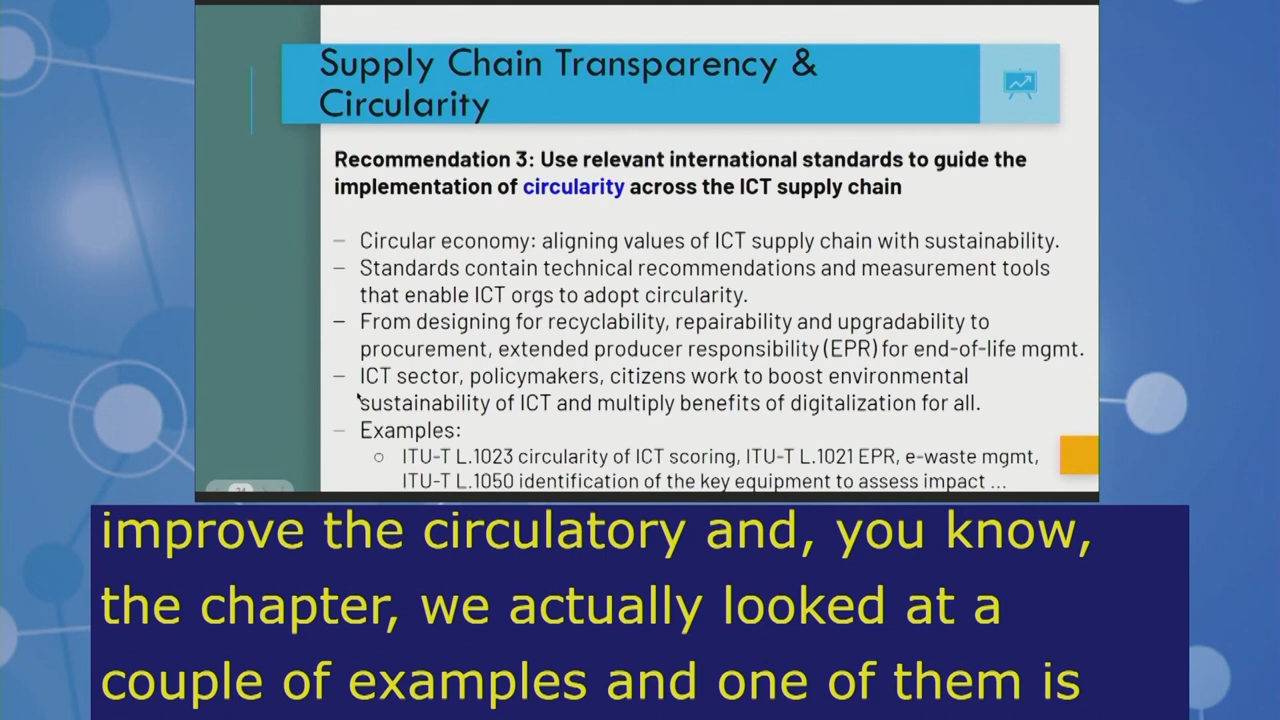 Supply Chain Transparency &
Circularity
Recommendation 3: Use relevant international standards to guide the
implementation of circularity across the ICT supply chain
– Circular economy: aligning values of ICT supply chain with sustainability.
– Standards contain technical recommendations and measurement tools
that enable ICT orgs to adopt circularity.
– From designing for recyclability, repairability and upgradability to
procurement, extended producer responsibility (EPR) for end-of-life mgmt.
– ICT sector, policymakers, citizens work to boost environmental
sustainability of ICT and multiply benefits of digitalization for all.
– Examples:
○ ITU-T L.1023 circularity of ICT scoring, ITU-T L.1021 EPR, e-waste mgmt,
ITU-T L.1050 identification of the key equipment to assess impact ...
improve the circulatory and, you know,
the chapter, we actually looked at a
couple of examples and one of them is